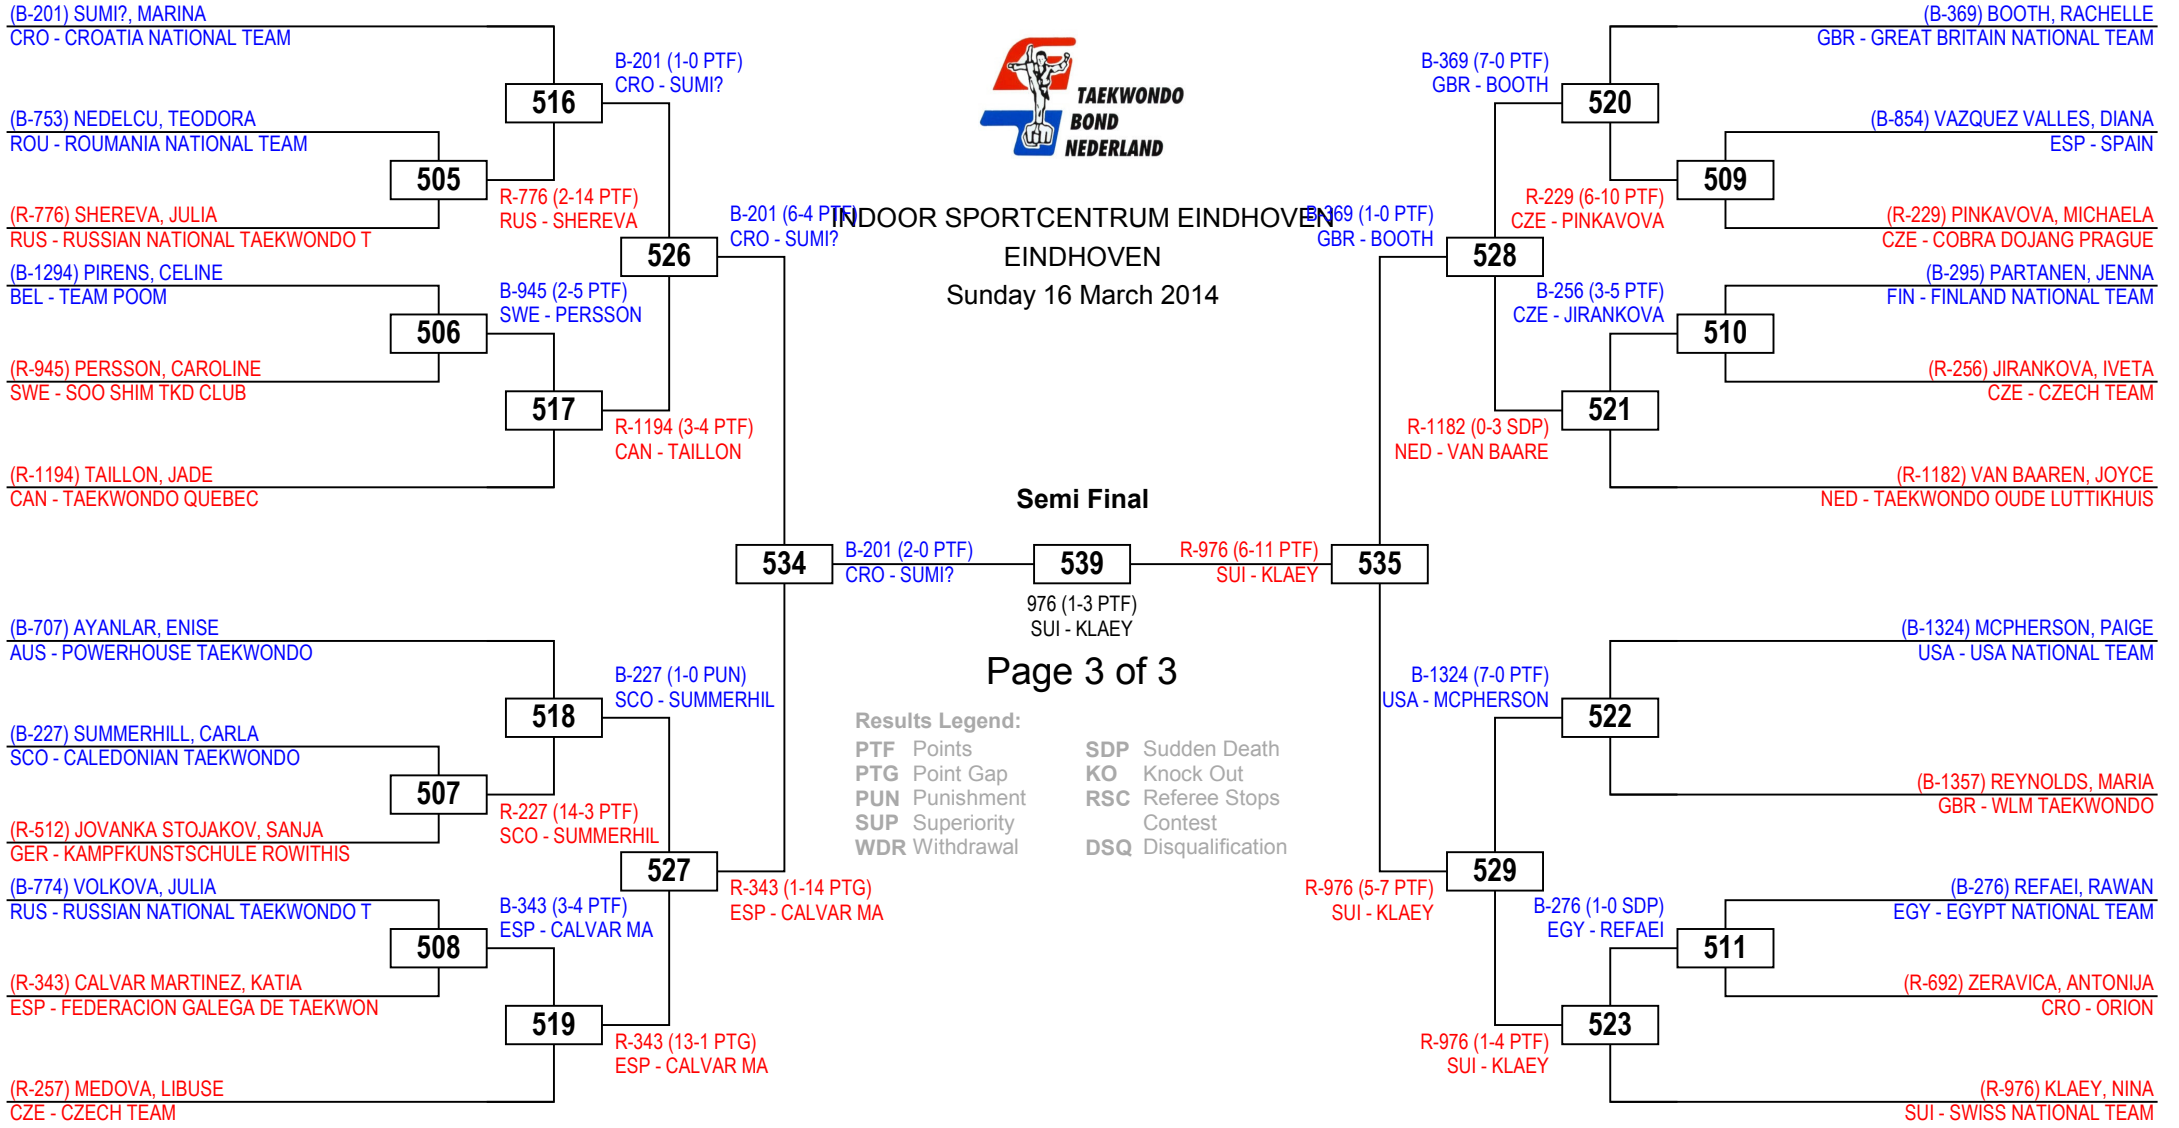 (B-201) SUMI?, MARINA
CRO - CROATIA NATIONAL TEAM
(B-753) NEDELCU, TEODORA
ROU - ROUMANIA NATIONAL TEAM
(R-776) SHEREVA, JULIA
RUS - RUSSIAN NATIONAL TAEKWONDO T
(B-1294) PIRENS, CELINE
BEL - TEAM POOM
(R-945) PERSSON, CAROLINE
SWE - SOO SHIM TKD CLUB
(R-1194) TAILLON, JADE
CAN - TAEKWONDO QUEBEC
(B-707) AYANLAR, ENISE
AUS - POWERHOUSE TAEKWONDO
(B-227) SUMMERHILL, CARLA
SCO - CALEDONIAN TAEKWONDO
(R-512) JOVANKA STOJAKOV, SANJA
GER - KAMPFKUNSTSCHULE ROWITHIS
(B-774) VOLKOVA, JULIA
RUS - RUSSIAN NATIONAL TAEKWONDO T
(R-343) CALVAR MARTINEZ, KATIA
ESP - FEDERACION GALEGA DE TAEKWON
(R-257) MEDOVA, LIBUSE
CZE - CZECH TEAM
505
506
507
508
R-776 (2-14 PTF)
RUS - SHEREVA
B-945 (2-5 PTF)
SWE - PERSSON
R-227 (14-3 PTF)
SCO - SUMMERHIL
B-343 (3-4 PTF)
ESP - CALVAR MA
516
517
518
519
B-201 (1-0 PTF)
CRO - SUMI?
R-1194 (3-4 PTF)
CAN - TAILLON
B-227 (1-0 PUN)
SCO - SUMMERHIL
R-343 (13-1 PTG)
ESP - CALVAR MA
526
527
B-201 (6-4 PTF)
CRO - SUMI?
R-343 (1-14 PTG)
ESP - CALVAR MA
534
B-201 (2-0 PTF)
CRO - SUMI?
TAEKWONDO
BOND
NEDERLAND
INDOOR SPORTCENTRUM EINDHOVEN
EINDHOVEN
Sunday 16 March 2014
Semi Final
539
976 (1-3 PTF)
SUI - KLAEY
Page 3 of 3
Results Legend:
PTF Points
PTG Point Gap
PUN Punishment
SUP Superiority
WDR Withdrawal
SDP Sudden Death
KO Knock Out
RSC Referee Stops
Contest
DSQ Disqualification
R-976 (6-11 PTF)
SUI - KLAEY
535
B-369 (1-0 PTF)
GBR - BOOTH
R-976 (5-7 PTF)
SUI - KLAEY
528
529
B-369 (7-0 PTF)
GBR - BOOTH
R-1182 (0-3 SDP)
NED - VAN BAARE
B-1324 (7-0 PTF)
USA - MCPHERSON
R-976 (1-4 PTF)
SUI - KLAEY
520
521
522
523
R-229 (6-10 PTF)
CZE - PINKAVOVA
B-256 (3-5 PTF)
CZE - JIRANKOVA
B-276 (1-0 SDP)
EGY - REFAEI
509
510
511
(B-369) BOOTH, RACHELLE
GBR - GREAT BRITAIN NATIONAL TEAM
(B-854) VAZQUEZ VALLES, DIANA
ESP - SPAIN
(R-229) PINKAVOVA, MICHAELA
CZE - COBRA DOJANG PRAGUE
(B-295) PARTANEN, JENNA
FIN - FINLAND NATIONAL TEAM
(R-256) JIRANKOVA, IVETA
CZE - CZECH TEAM
(R-1182) VAN BAAREN, JOYCE
NED - TAEKWONDO OUDE LUTTIKHUIS
(B-1324) MCPHERSON, PAIGE
USA - USA NATIONAL TEAM
(B-1357) REYNOLDS, MARIA
GBR - WLM TAEKWONDO
(B-276) REFAEI, RAWAN
EGY - EGYPT NATIONAL TEAM
(R-692) ZERAVICA, ANTONIJA
CRO - ORION
(R-976) KLAEY, NINA
SUI - SWISS NATIONAL TEAM